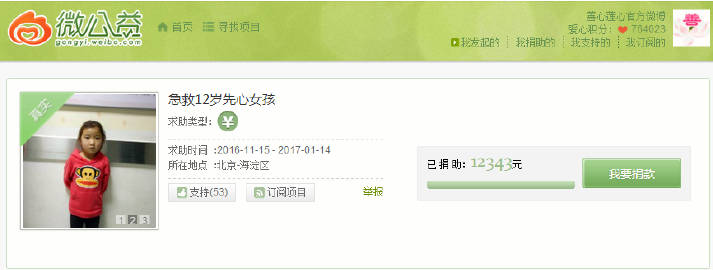 微公益
gongyi.weibo.com
首页 寻找项目
善心莲心官方微博
爱心积分: 764023
我发起的 我捐助的 我支持的 我订阅的
善
真实
急救12岁先心女孩
求助类型: ¥
求助时间 :2016-11-15 - 2017-01-14
所在地点 :北京-海淀区
支持(53) 订阅项目 举报
1 2 3
已捐助: 12343元
我要捐款